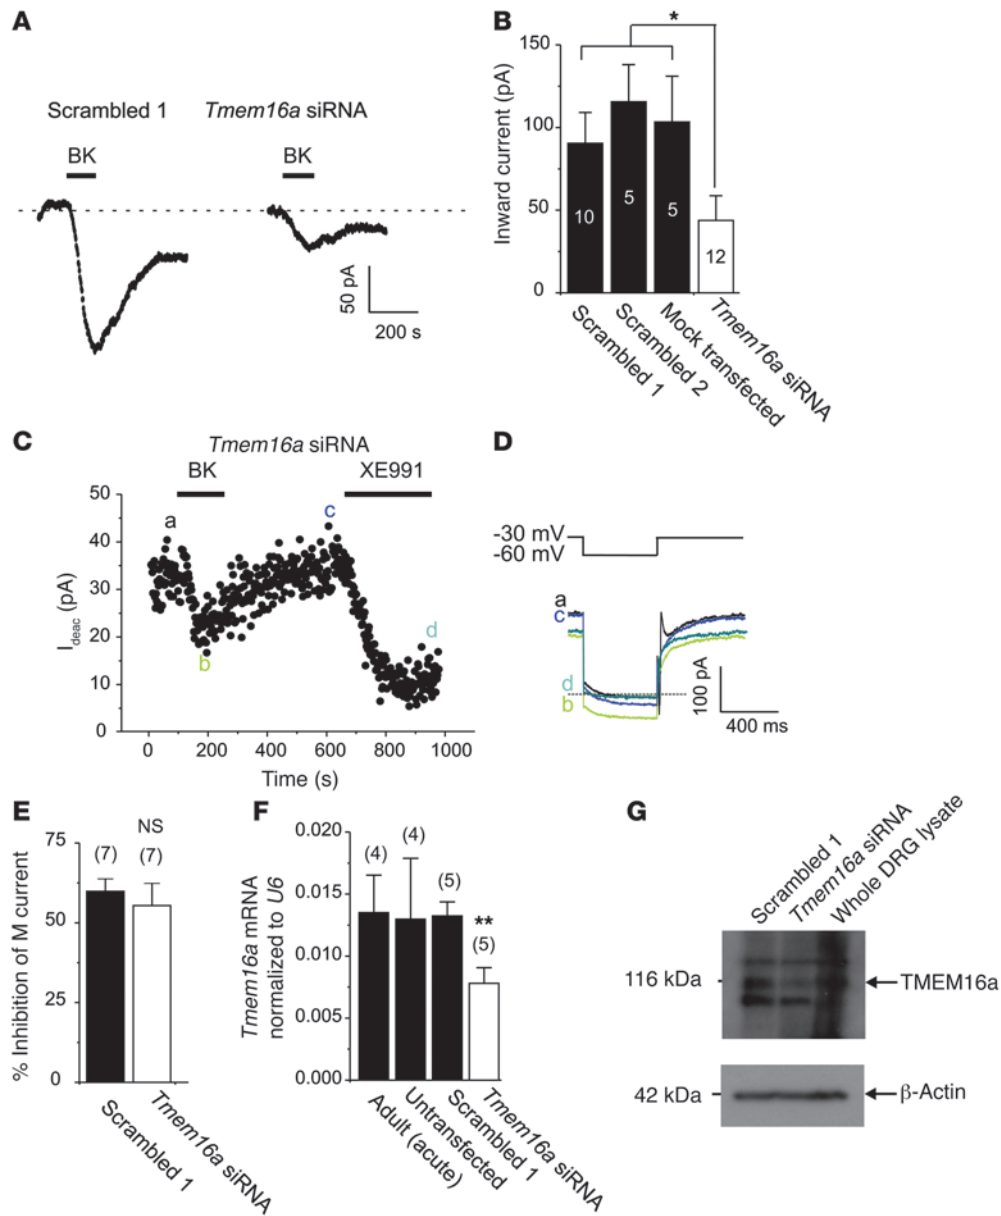 A
Scrambled 1
Tmem16a siRNA
BK
BK
50 pA
200 s
B
*
Inward current (pA)
150
100
50
0
10
5
5
12
Scrambled 1
Scrambled 2
Mock transfected
Tmem16a siRNA
C
Tmem16a siRNA
BK
XE991
Ideac (pA)
50
40
30
20
10
0
a
b
c
d
0
200
400
600
800
1000
Time (s)
D
-30 mV
-60 mV
a
c
d
b
100 pA
400 ms
E
NS
(7)
(7)
% Inhibition of M current
75
50
25
0
Scrambled 1
Tmem16a siRNA
F
Tmem16a mRNA
normalized to U6
0.020
0.015
0.010
0.005
0.000
(4)
(4)
(5)
**
(5)
Adult (acute)
Untransfected
Scrambled 1
Tmem16a siRNA
G
Scrambled 1
Tmem16a siRNA
Whole DRG lysate
116 kDa
TMEM16a
42 kDa
β-Actin